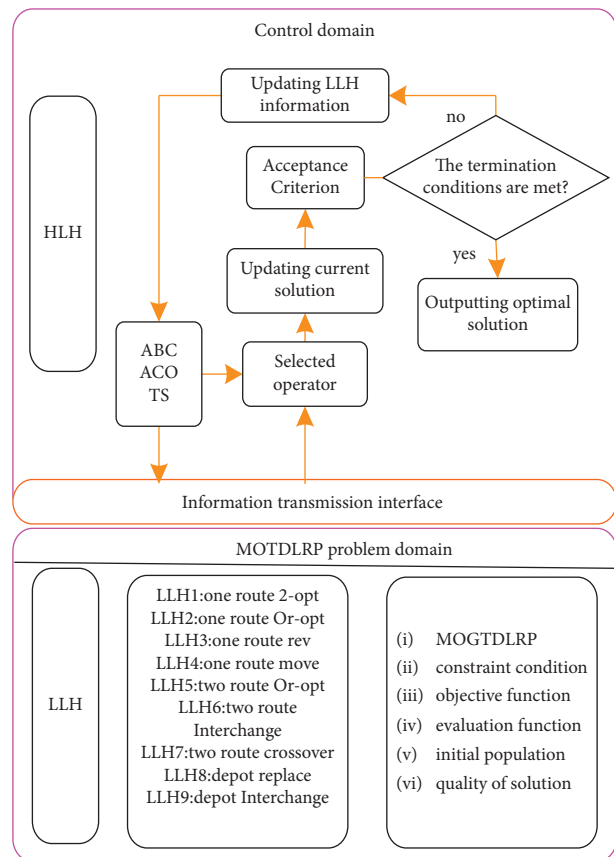 Control domain
Updating LLH
information
no
Acceptance
Criterion
The termination
conditions are met?
HLH
yes
Updating current
solution
Outputting optimal
solution
ABC
ACO
TS
Selected
operator
Information transmission interface
MOTDLRP problem domain
LLH
LLH1:one route 2-opt
LLH2:one route Or-opt
LLH3:one route rev
LLH4:one route move
LLH5:two route Or-opt
LLH6:two route
Interchange
LLH7:two route crossover
LLH8:depot replace
LLH9:depot Interchange
(i) MOGTDLRP
(ii) constraint condition
(iii) objective function
(iv) evaluation function
(v) initial population
(vi) quality of solution